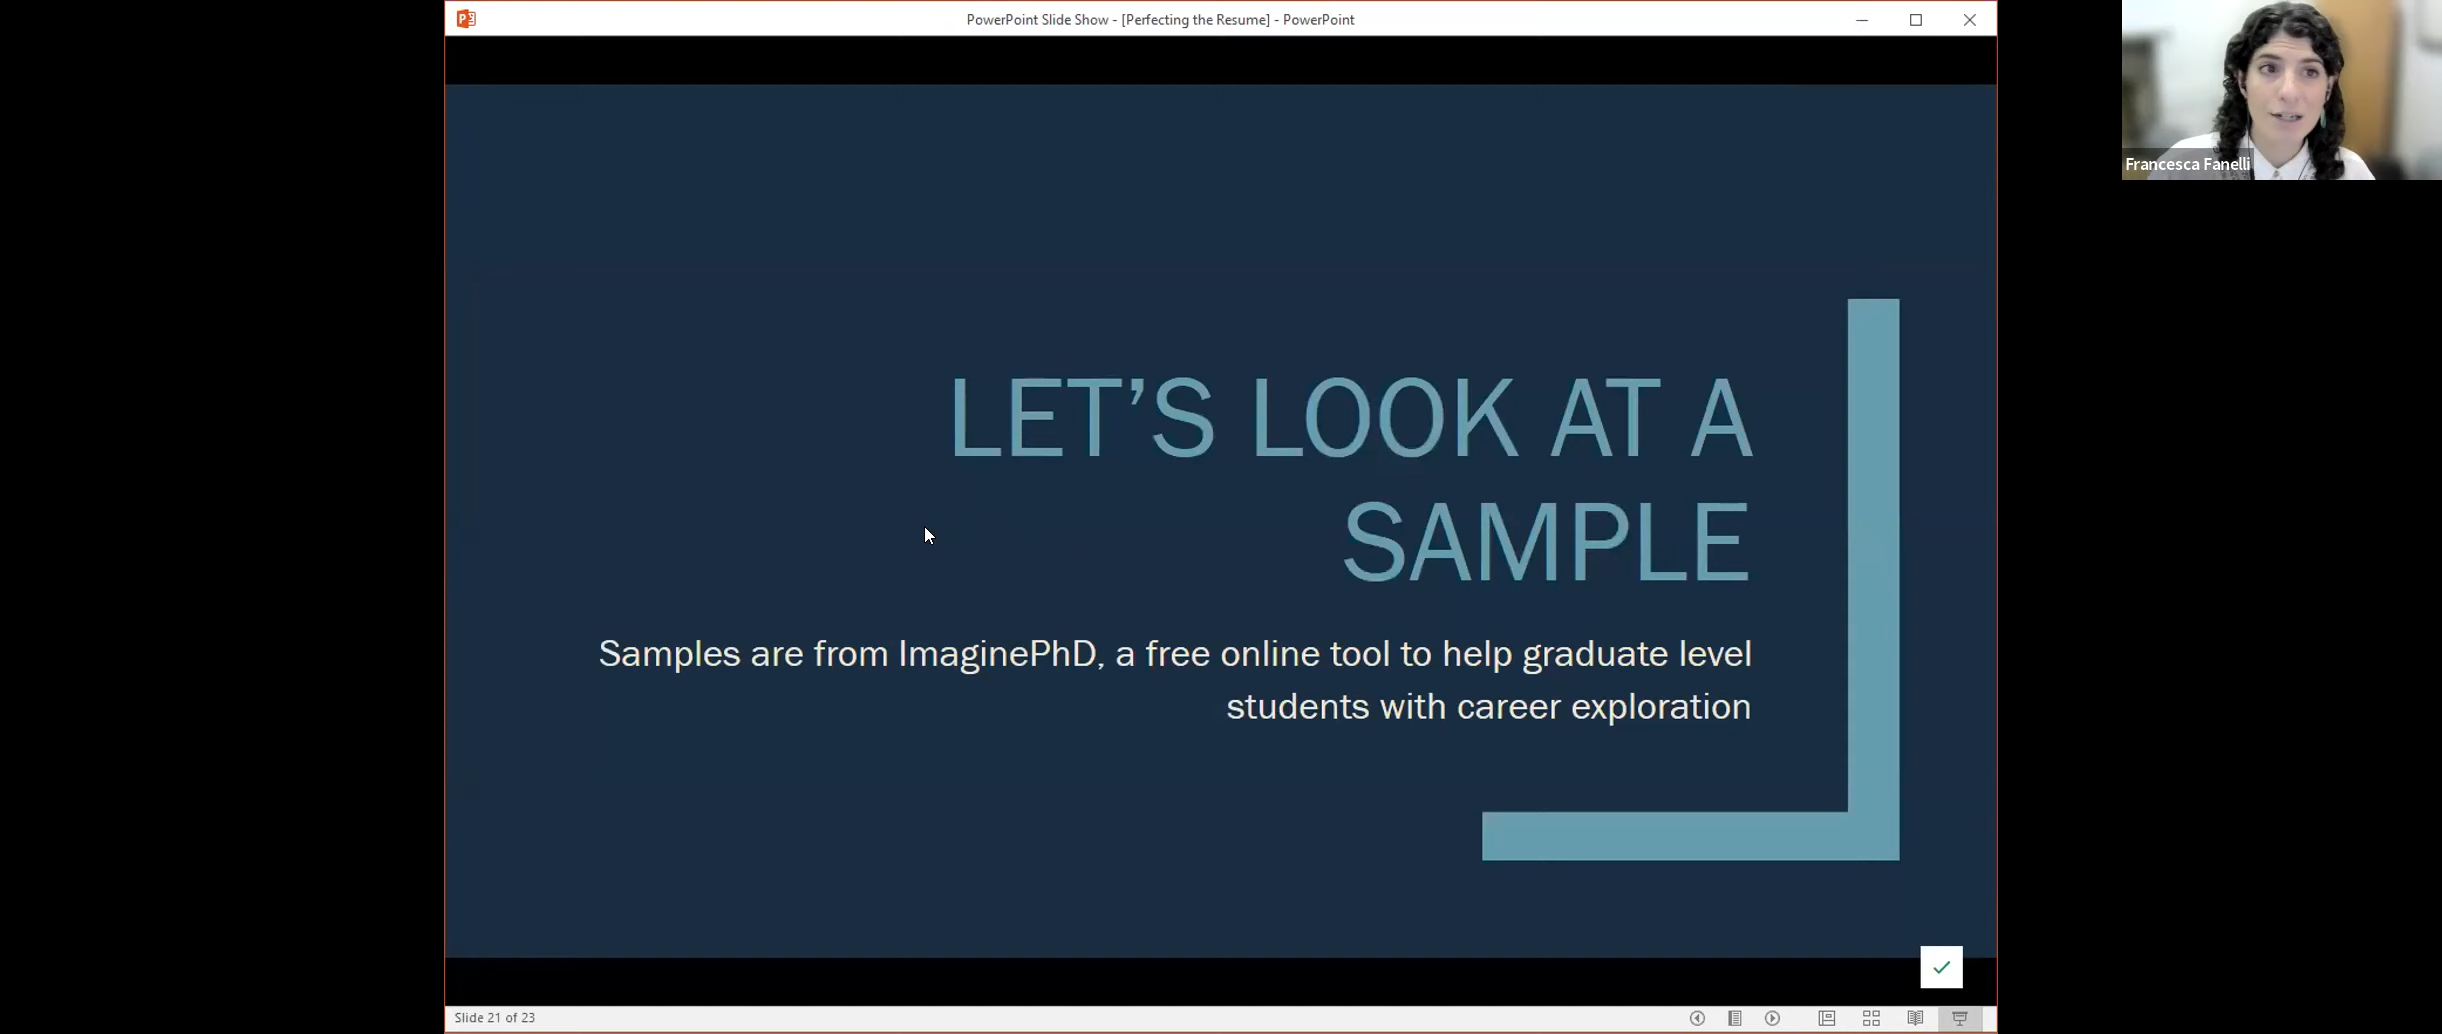 PowerPoint Slide Show - [Perfecting the Resume] - PowerPoint
Francesca Fanelli
LET’S LOOK AT A
SAMPLE
Samples are from ImaginePhD, a free online tool to help graduate level
students with career exploration
Slide 21 of 23